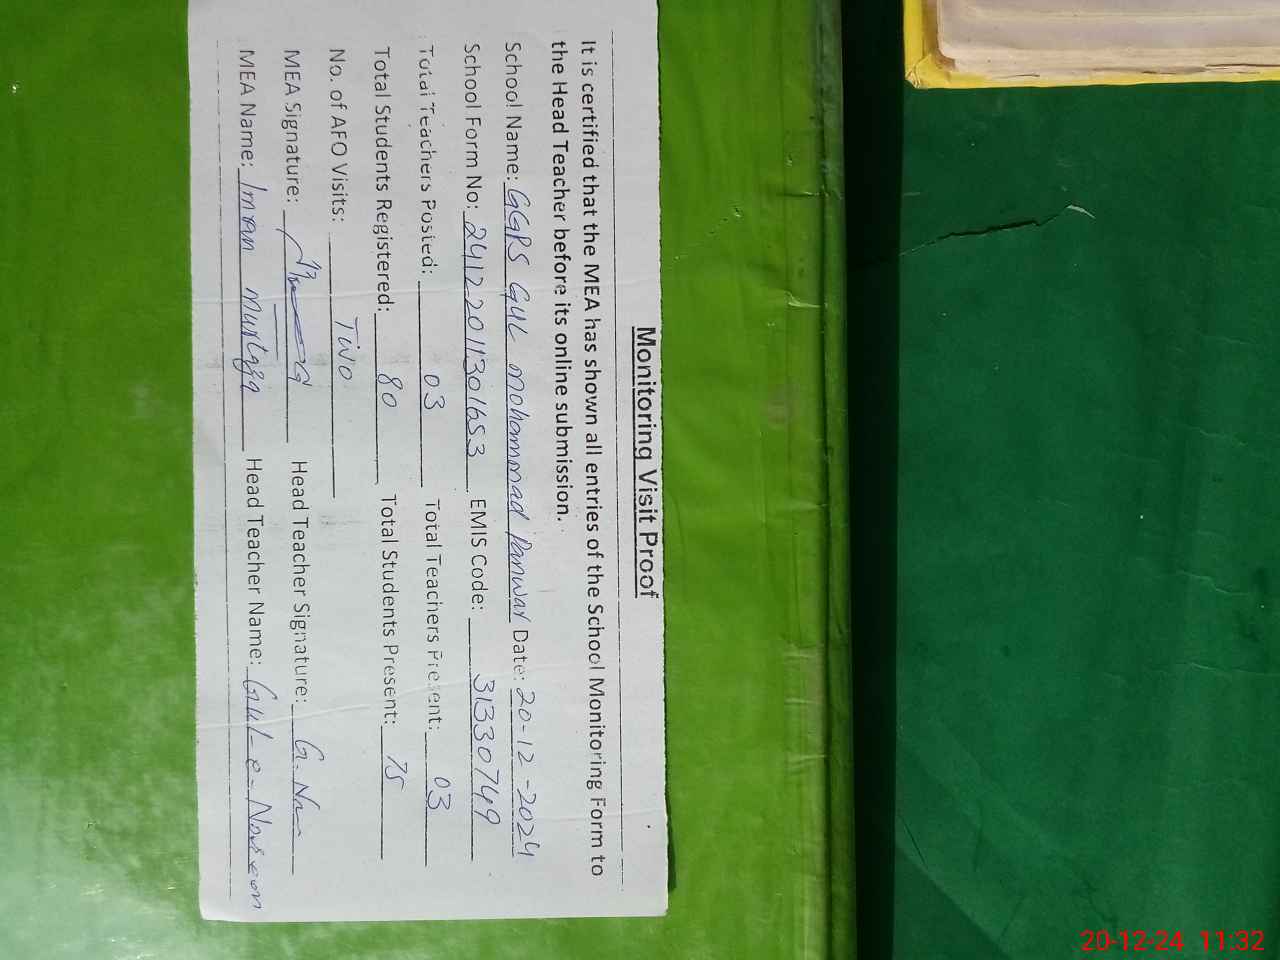 Monitoring Visit Proof
It is certified that the MEA has shown all entries of the School Monitoring Form to
the Head Teacher before its online submission.
School Name: GGPS Gul Mohammad Panwar Date: 20-12-2024
School Form No: 241220113301653 EMIS Code: 31330749
Total Teachers Posted: 03 Total Teachers Present: 03
Total Students Registered: 80 Total Students Present: 75
No. of AFO Visits: Two
MEA Signature: Head Teacher Signature: G.
MEA Name: Imran Murtaza Head Teacher Name: Gul-e-Noreen
20-12-24 11:32